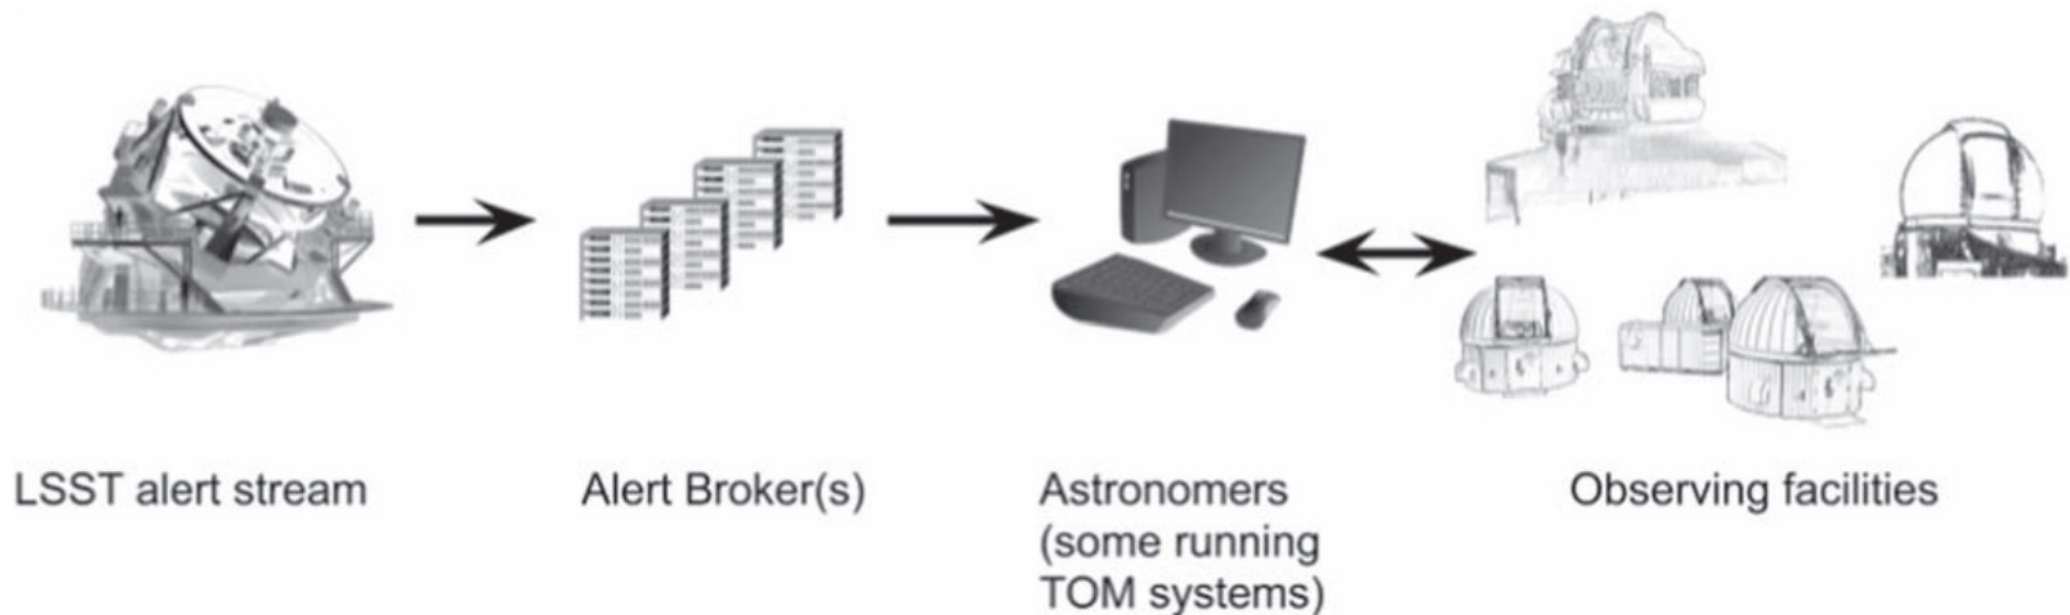 LSST alert stream
Alert Broker(s)
Astronomers
(some running
TOM systems)
Observing facilities